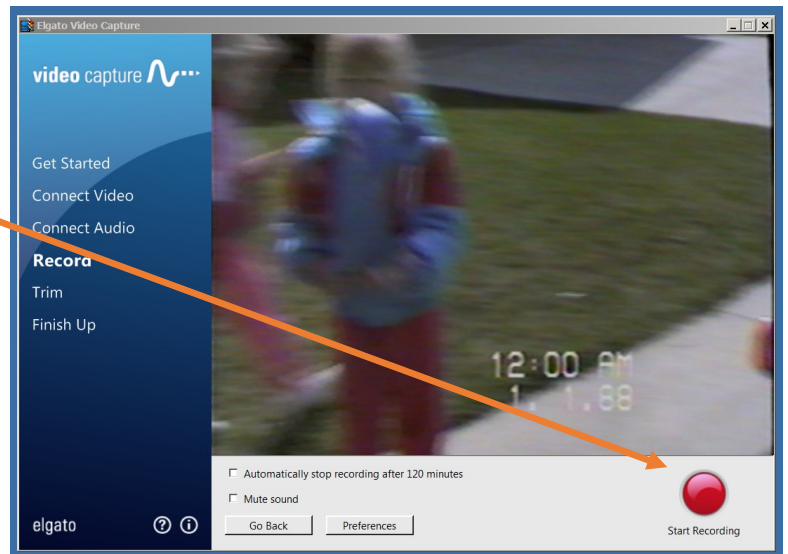 Elgato Video Capture
video capture
Get Started
Connect Video
Connect Audio
Record
Trim
Finish Up
12:00 AM
1. 1.88
Automatically stop recording after 120 minutes
Mute sound
Go Back
Preferences
Start Recording
elgato